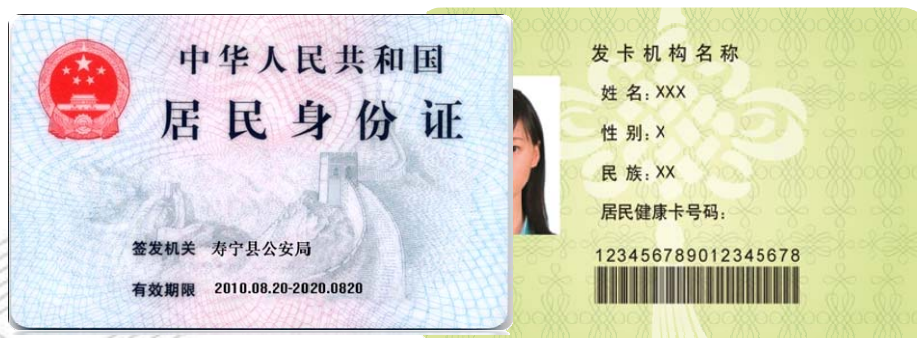 中华人民共和国
居民身份证
签发机关 寿宁县公安局
有效期限 2010.08.20-2020.0820
发卡机构名称
姓名：XXX
性别：X
民族：XX
居民健康卡号码：
123456789012345678